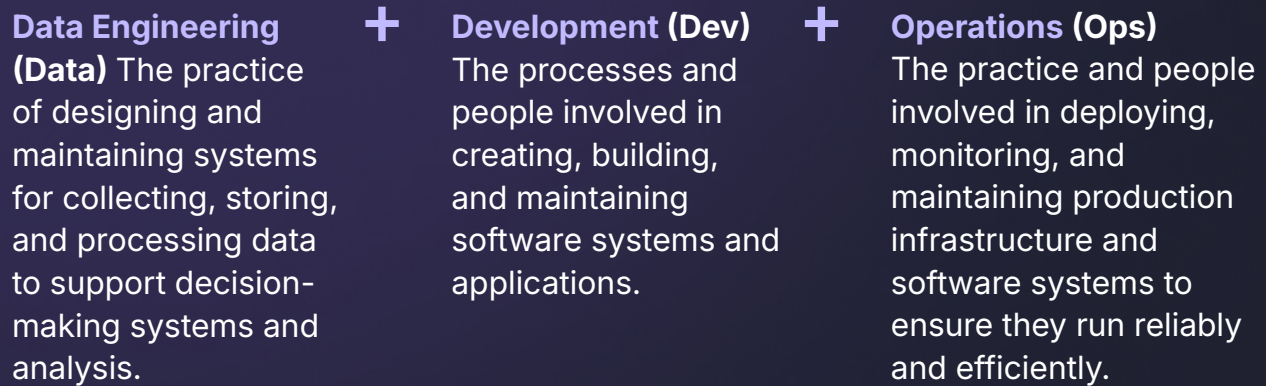 Data Engineering
(Data) The practice
of designing and
maintaining systems
for collecting, storing,
and processing data
to support decision-
making systems and
analysis.
+
Development (Dev)
The processes and
people involved in
creating, building,
and maintaining
software systems and
applications.
+
Operations (Ops)
The practice and people
involved in deploying,
monitoring, and
maintaining production
infrastructure and
software systems to
ensure they run reliably
and efficiently.